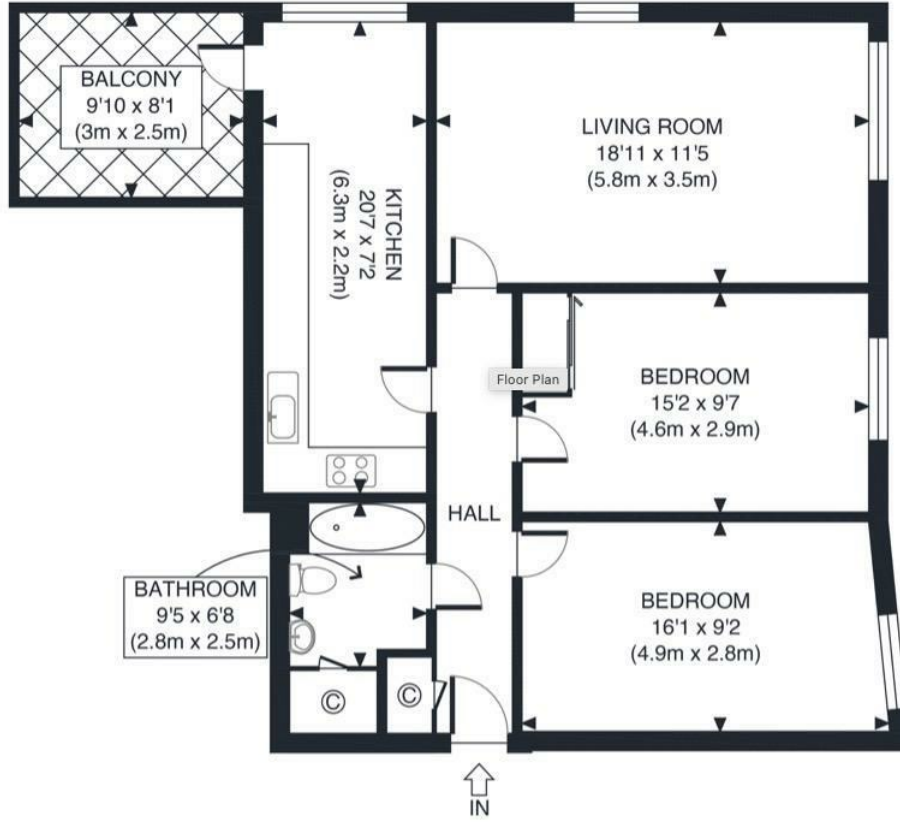 BALCONY
9'10 x 8'1
(3m x 2.5m)
LIVING ROOM
18'11 x 11'5
(5.8m x 3.5m)
KITCHEN
20'7 x 7'2
(6.3m x 2.2m)
Floor Plan
BEDROOM
15'2 x 9'7
(4.6m x 2.9m)
HALL
BATHROOM
9'5 x 6'8
(2.8m x 2.5m)
BEDROOM
16'1 x 9'2
(4.9m x 2.8m)
©
©
IN